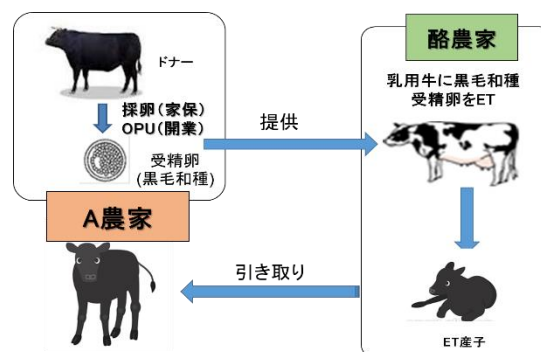 ドナー
採卵(家保)
OPU(開業)
受精卵
(黒毛和種)
A農家
提供
引き取り
酪農家
乳用牛に黒毛和種
受精卵をET
ET産子